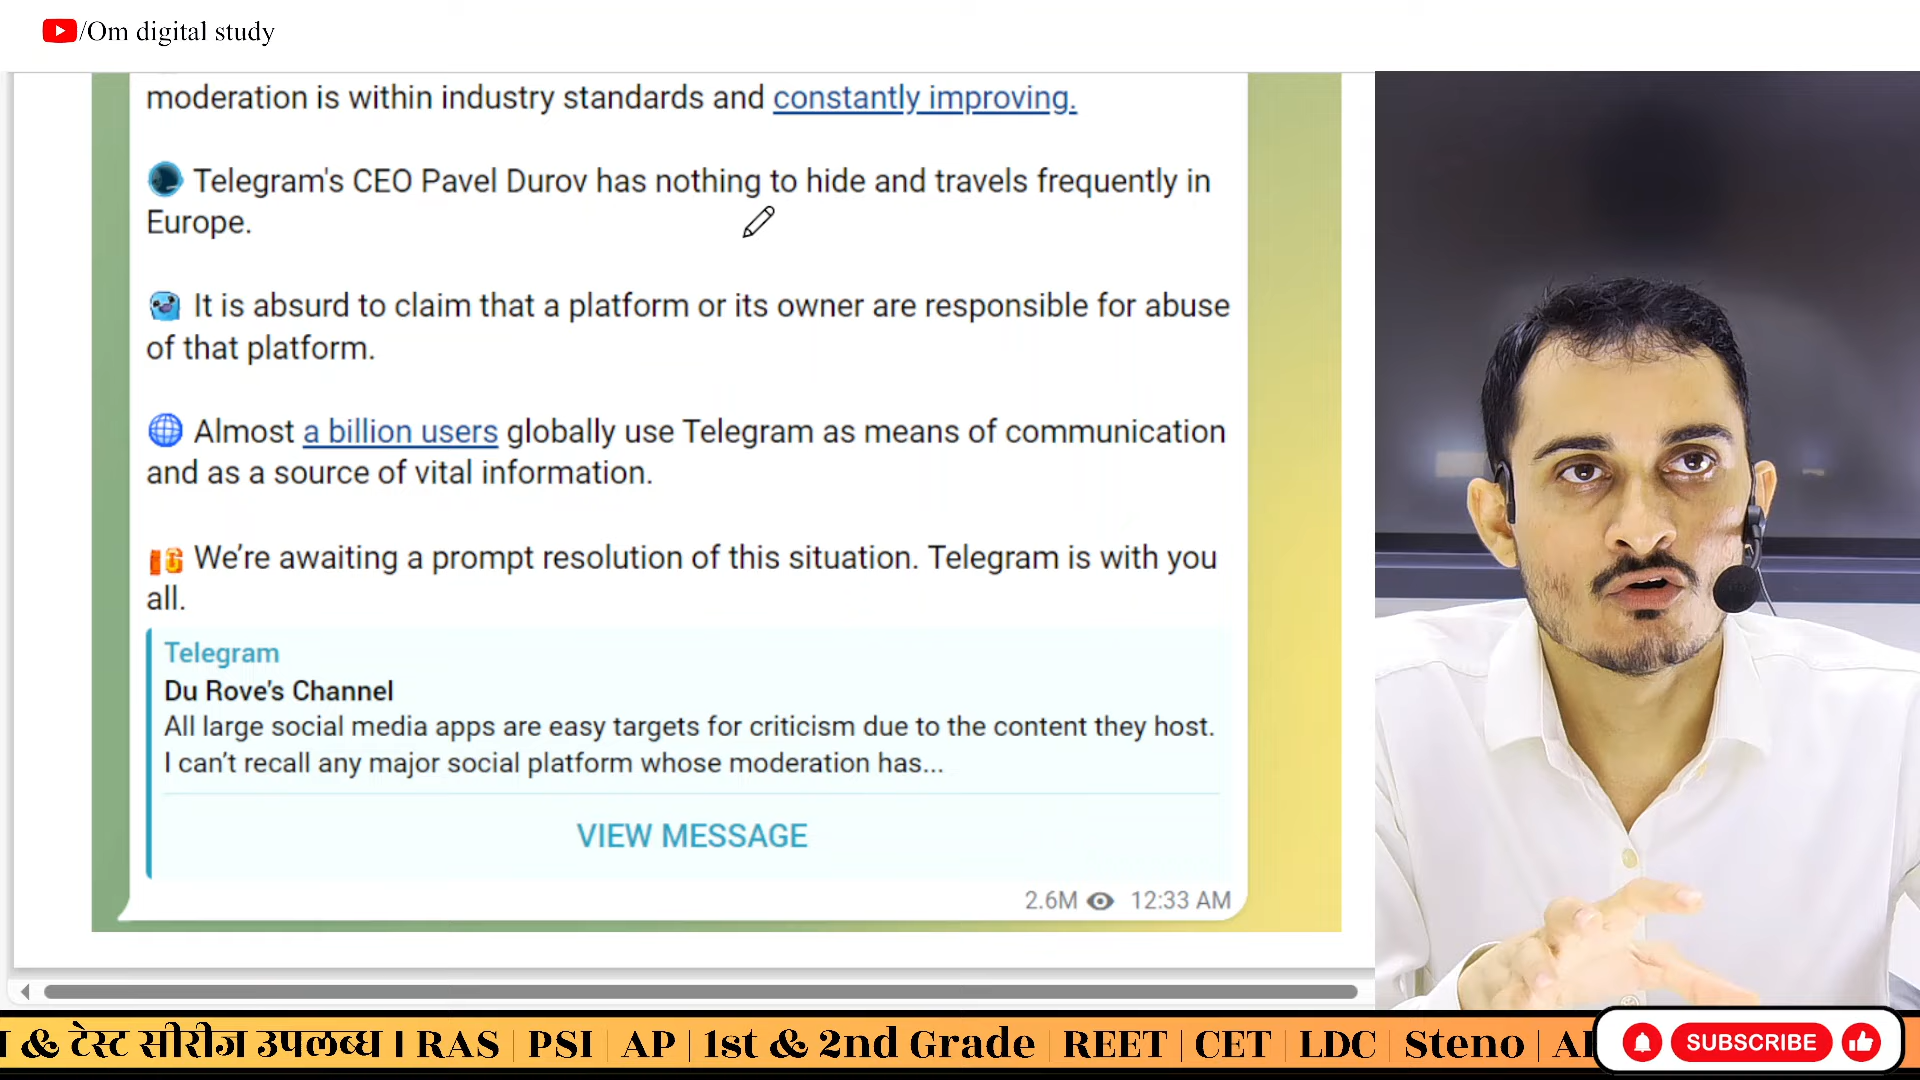 /Om digital study
moderation is within industry standards and constantly improving.
Telegram's CEO Pavel Durov has nothing to hide and travels frequently in
Europe.
It is absurd to claim that a platform or its owner are responsible for abuse
of that platform.
Almost a billion users globally use Telegram as means of communication
and as a source of vital information.
We’re awaiting a prompt resolution of this situation. Telegram is with you
all.
Telegram
Du Rove's Channel
All large social media apps are easy targets for criticism due to the content they host.
I can’t recall any major social platform whose moderation has...
VIEW MESSAGE
2.6M 12:33 AM
& टेस्ट सीरीज उपलब्ध । RAS | PSI | AP | 1st & 2nd Grade | REET | CET | LDC | Steno |
SUBSCRIBE